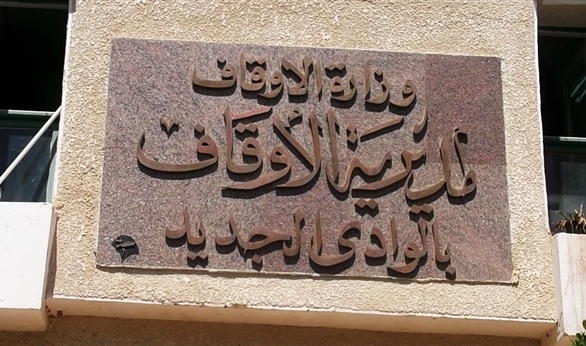 وزارة الاوقاف
مديرية الأوقاف
بالوادى الجديد